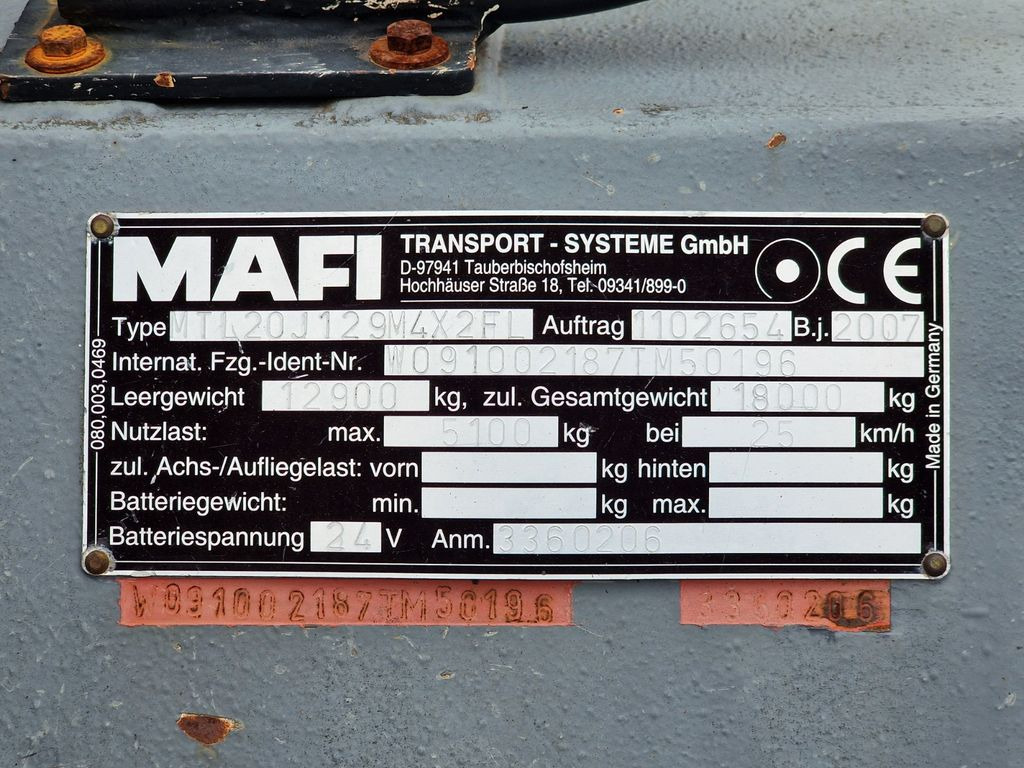 MAFI TRANSPORT - SYSTEME GmbH
D-97941 Tauberbischofsheim
Hochhäuser Straße 18, Tel. 09341/899-0
CE
Type MTL20J129M4X2FL Auftrag 1102654 B.j. 2007
Internat. Fzg.-Ident-Nr. W091002187TM50196
Leergewicht 12900 kg, zul. Gesamtgewicht 18000 kg
Nutzlast: max. 5100 kg bei 25 km/h
zul. Achs-/Aufliegelast: vorn kg hinten kg
Batteriegewicht: min. kg max. kg
Batteriespannung 24 V Anm. 3360206
080,003,0469
Made in Germany
W091002187TM50196 3360206